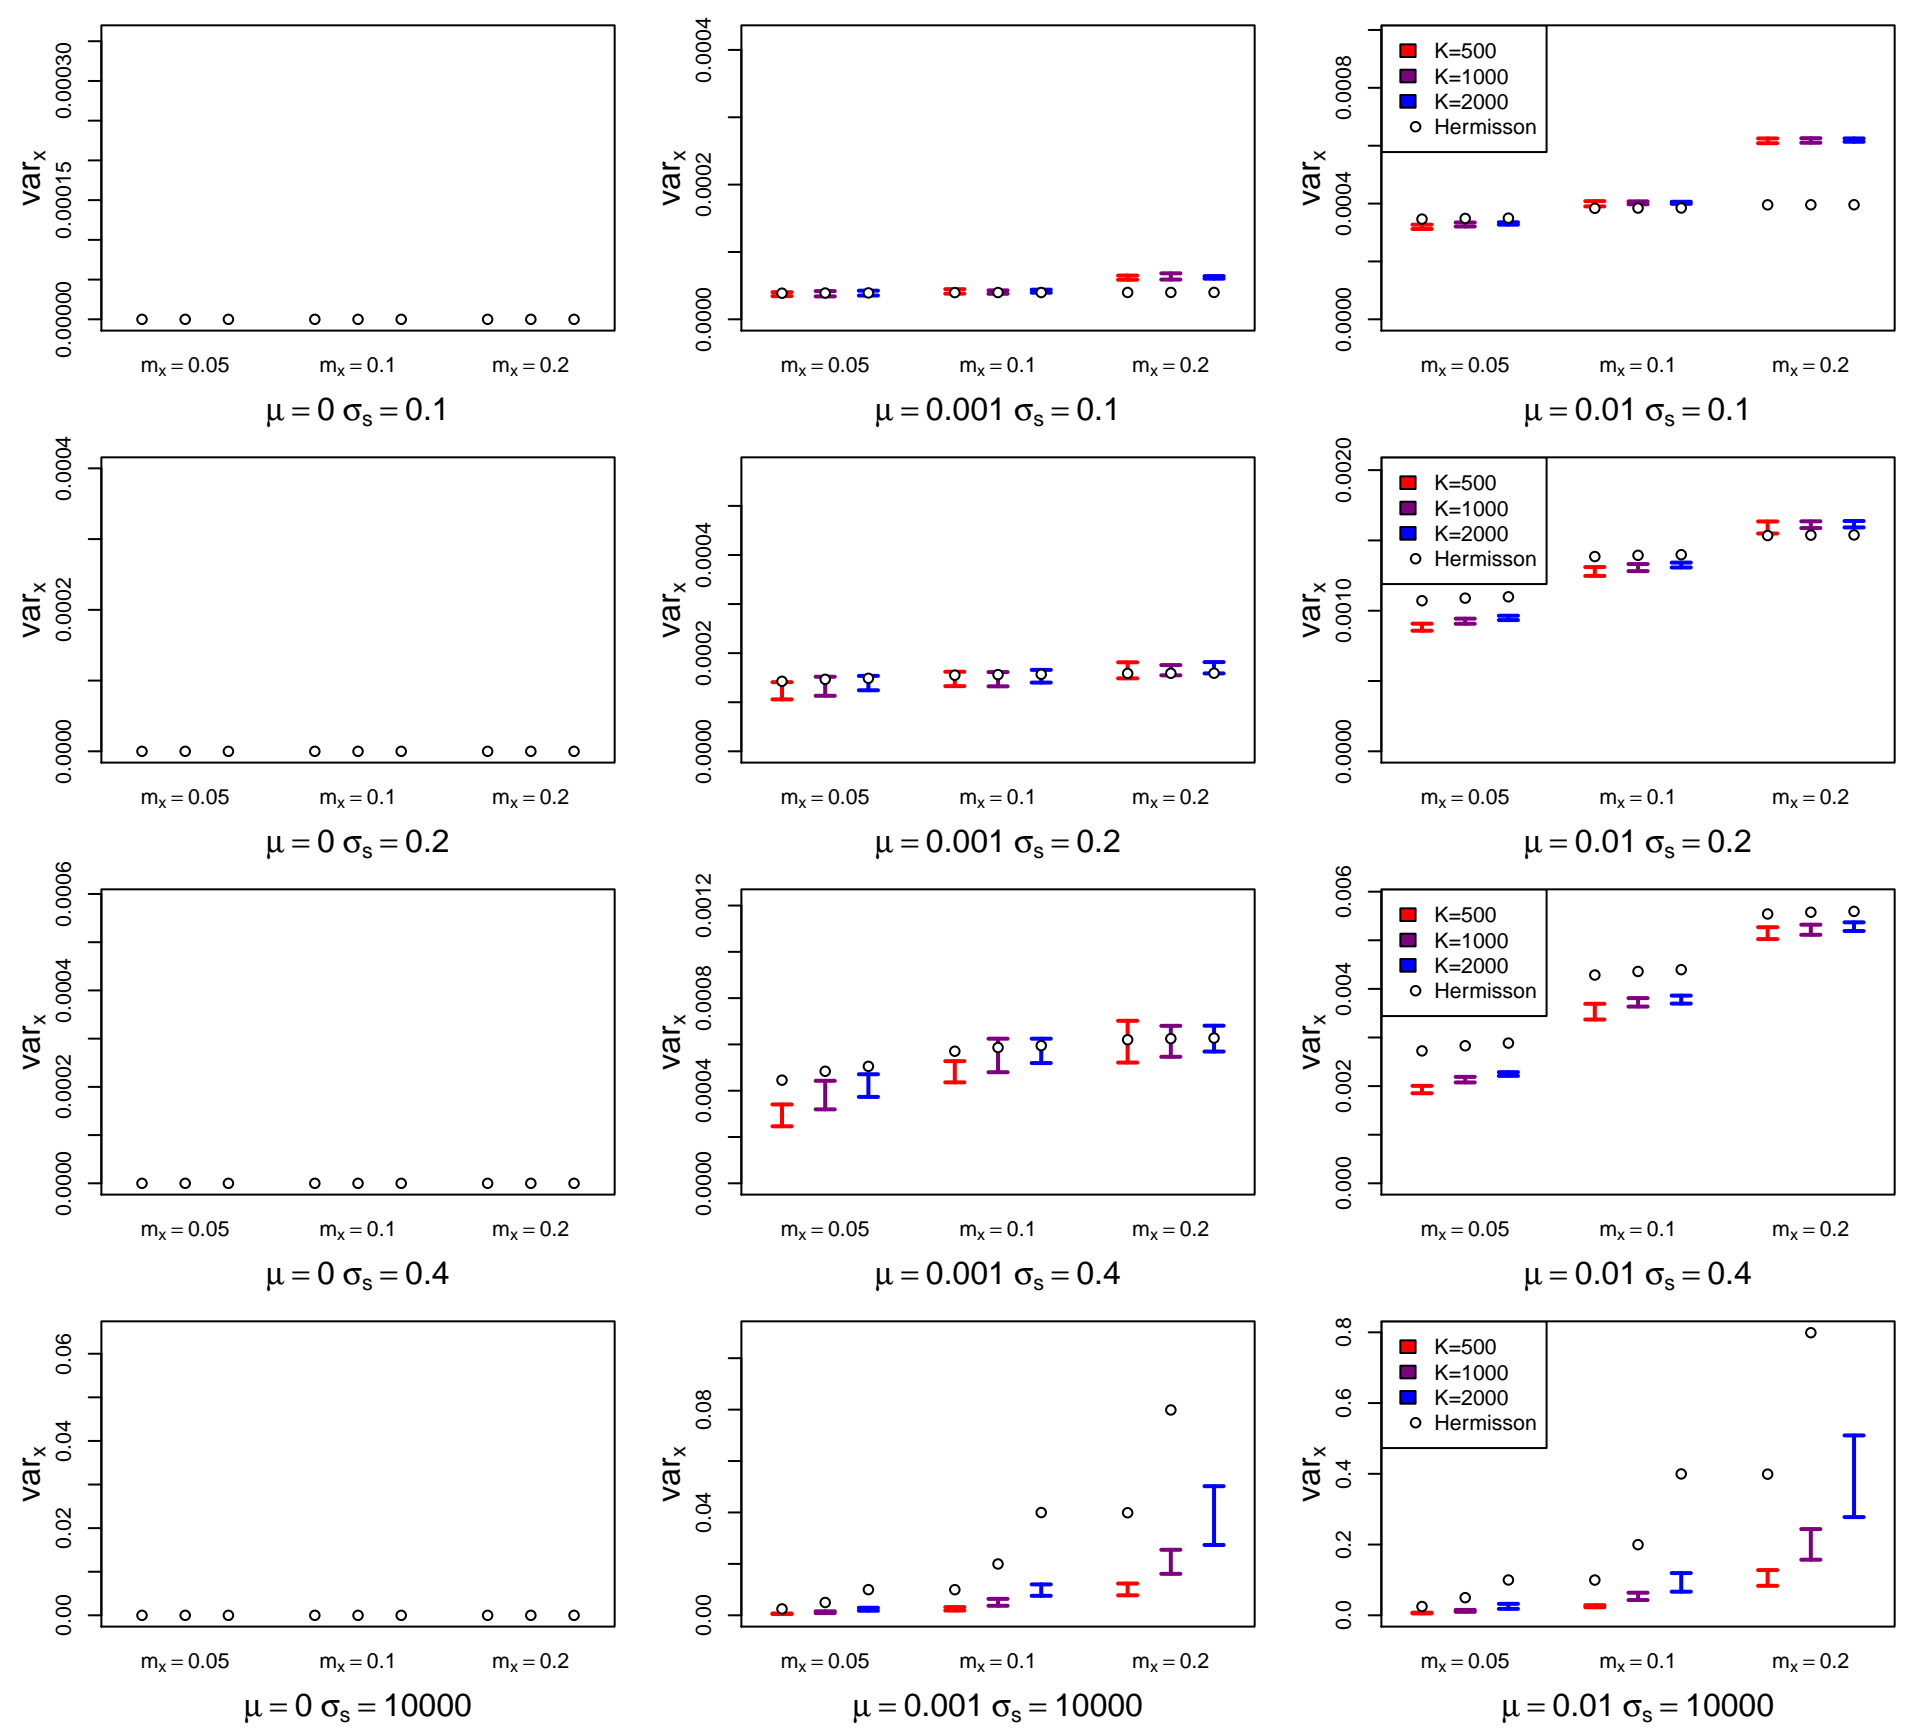 var_x
0.00000 0.00015 0.00030
m_x = 0.05 m_x = 0.1 m_x = 0.2
μ = 0 σ_s = 0.1
var_x
0.0000 0.0002 0.0004
m_x = 0.05 m_x = 0.1 m_x = 0.2
μ = 0.001 σ_s = 0.1
var_x
0.0000 0.0004 0.0008
K=500
K=1000
K=2000
Hermisson
m_x = 0.05 m_x = 0.1 m_x = 0.2
μ = 0.01 σ_s = 0.1
var_x
0.0000 0.0002 0.0004
m_x = 0.05 m_x = 0.1 m_x = 0.2
μ = 0 σ_s = 0.2
var_x
0.0000 0.0002 0.0004
m_x = 0.05 m_x = 0.1 m_x = 0.2
μ = 0.001 σ_s = 0.2
var_x
0.0000 0.0010 0.0020
K=500
K=1000
K=2000
Hermisson
m_x = 0.05 m_x = 0.1 m_x = 0.2
μ = 0.01 σ_s = 0.2
var_x
0.0000 0.0002 0.0004 0.0006
m_x = 0.05 m_x = 0.1 m_x = 0.2
μ = 0 σ_s = 0.4
var_x
0.0000 0.0004 0.0008 0.0012
m_x = 0.05 m_x = 0.1 m_x = 0.2
μ = 0.001 σ_s = 0.4
var_x
0.000 0.002 0.004 0.006
K=500
K=1000
K=2000
Hermisson
m_x = 0.05 m_x = 0.1 m_x = 0.2
μ = 0.01 σ_s = 0.4
var_x
0.00 0.02 0.04 0.06
m_x = 0.05 m_x = 0.1 m_x = 0.2
μ = 0 σ_s = 10000
var_x
0.00 0.04 0.08
m_x = 0.05 m_x = 0.1 m_x = 0.2
μ = 0.001 σ_s = 10000
var_x
0.0 0.2 0.4 0.6 0.8
K=500
K=1000
K=2000
Hermisson
m_x = 0.05 m_x = 0.1 m_x = 0.2
μ = 0.01 σ_s = 10000